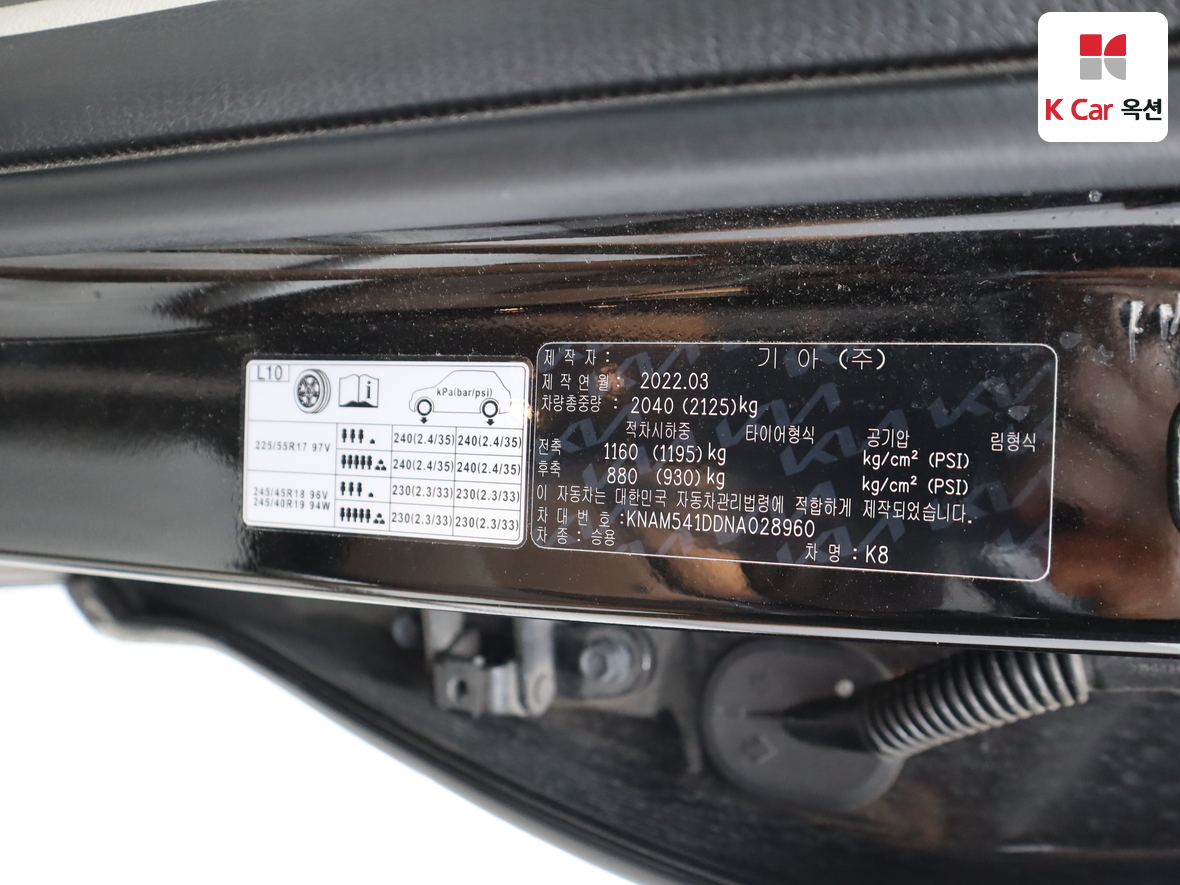 K Car 옥션
L10
kPa(bar/psi)
225/55R17 97V
240(2.4/35) 240(2.4/35)
240(2.4/35) 240(2.4/35)
245/45R18 96V
245/40R19 94W
230(2.3/33) 230(2.3/33)
230(2.3/33) 230(2.3/33)
제 작 자 : 기 아 (주)
제 작 연 월 : 2022.03
차량총중량 : 2040 (2125)kg
적차시하중 타이어형식 공기압 림형식
전축 1160 (1195) kg kg/cm² (PSI)
후축 880 (930) kg kg/cm² (PSI)
이 자동차는 대한민국 자동차관리법령에 적합하게 제작되었습니다.
차 대 번 호 :KNAM541DDNA028960
차 종 : 승용 차 명 : K8